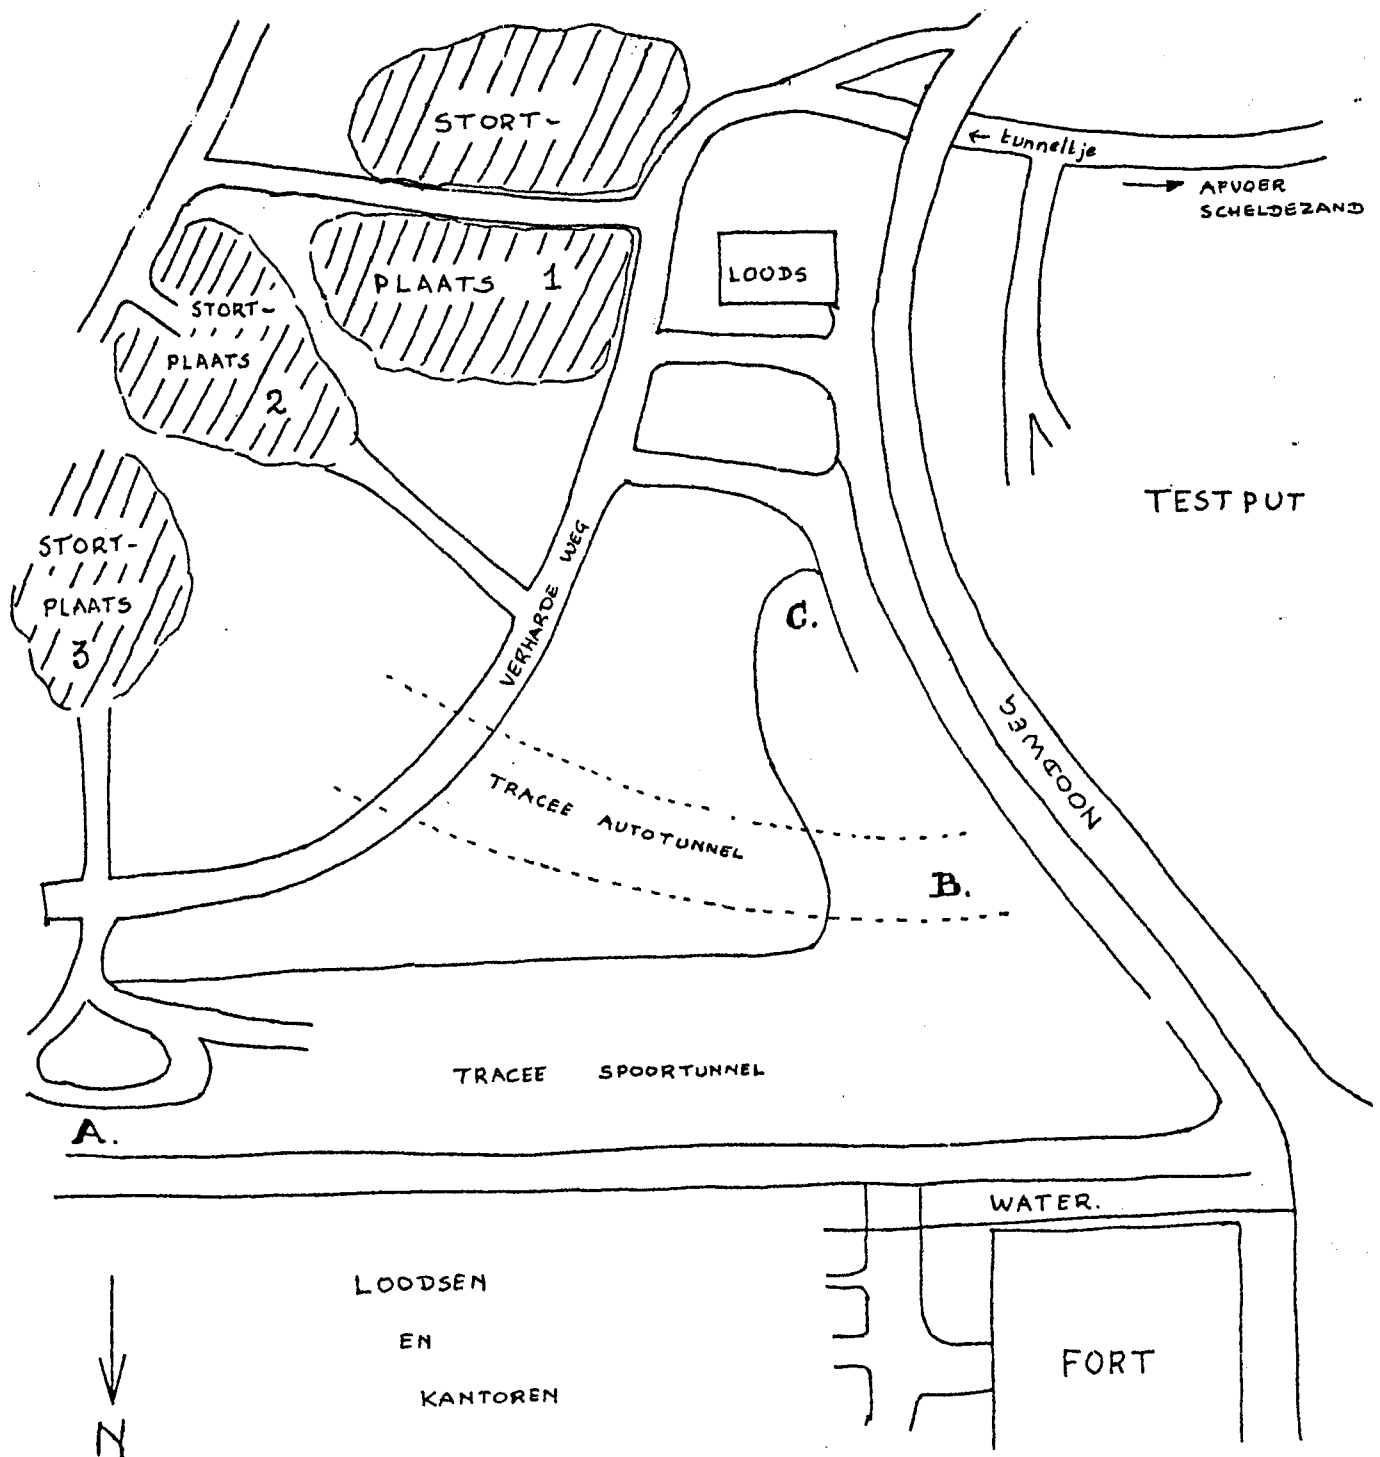 STORT-
← tunneltje
→ AFVOER
SCHELDEZAND
LOODS
PLAATS 1
STORT-
PLAATS
2
TESTPUT
STORT-
PLAATS
3
VERHARDE WEG
C.
NOODWEG
TRACEE AUTOTUNNEL
B.
TRACEE SPOORTUNNEL
A.
WATER.
LOODSEN
EN
KANTOREN
FORT
N